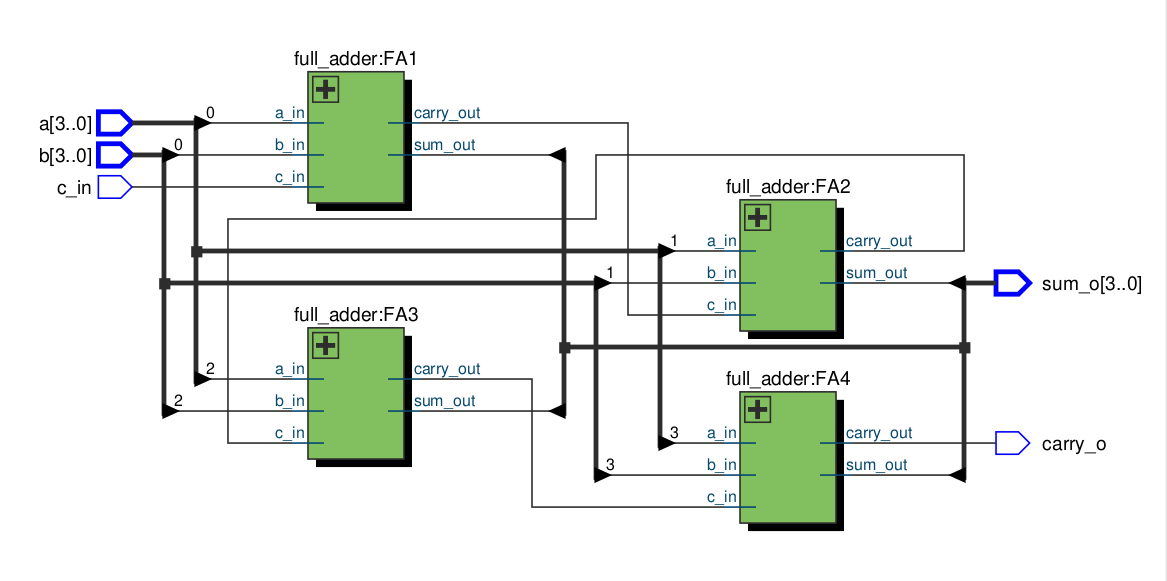 full_adder:FA1
a[3..0]
0
a_in
carry_out
b[3..0]
0
b_in
sum_out
c_in
c_in
full_adder:FA2
1
a_in
carry_out
1
b_in
sum_out
sum_o[3..0]
c_in
full_adder:FA3
2
a_in
carry_out
2
b_in
sum_out
c_in
full_adder:FA4
3
a_in
carry_out
carry_o
3
b_in
sum_out
c_in